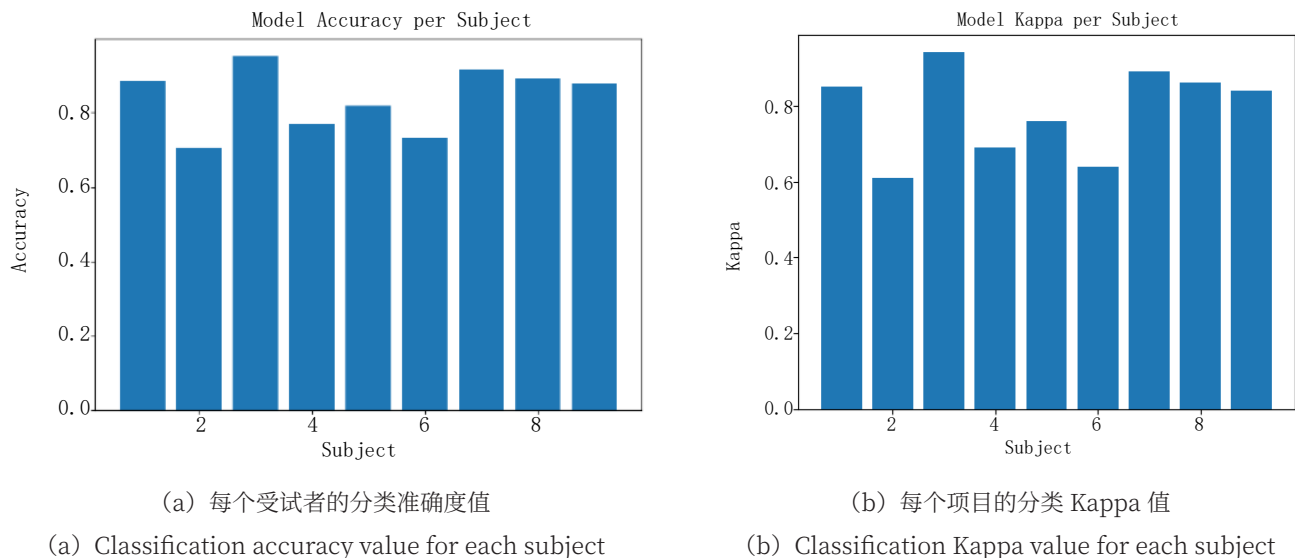 Model Accuracy per Subject
0.8
0.6
0.4
0.2
0.0
Accuracy
2 4 6 8
Subject
(a) 每个受试者的分类准确度值
(a) Classification accuracy value for each subject
Model Kappa per Subject
0.8
0.6
0.4
0.2
0.0
Kappa
2 4 6 8
Subject
(b) 每个项目的分类 Kappa 值
(b) Classification Kappa value for each subject